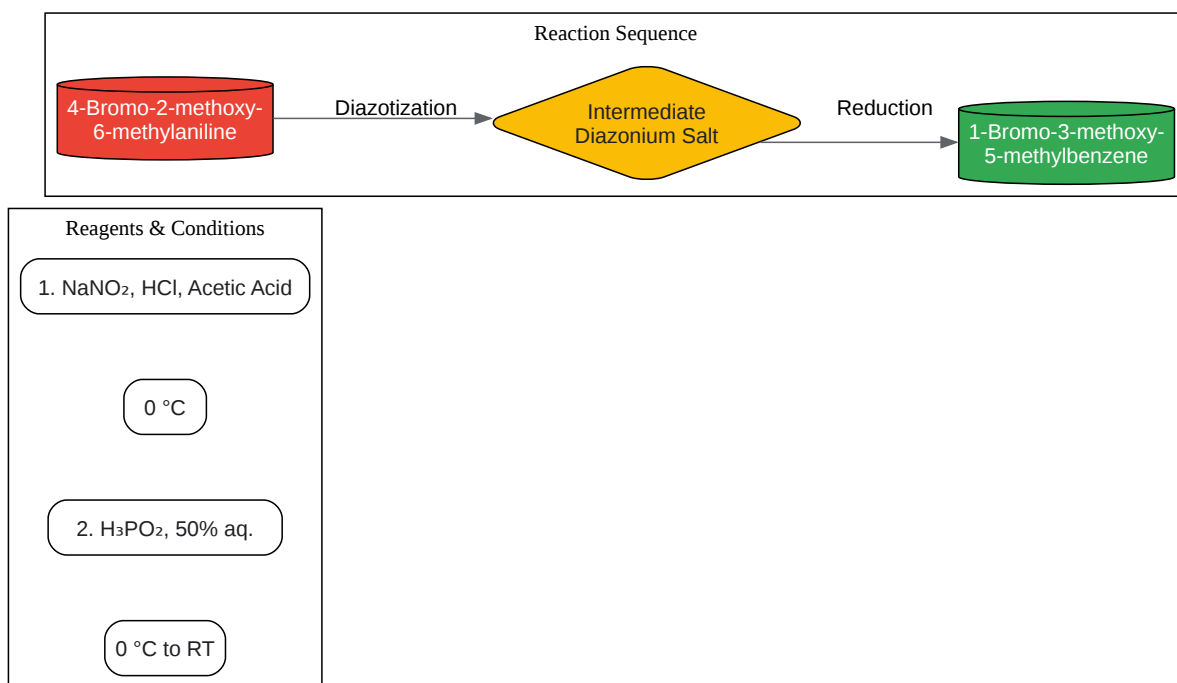 Reaction Sequence
4-Bromo-2-methoxy-
6-methylaniline
Diazotization
Intermediate
Diazonium Salt
Reduction
1-Bromo-3-methoxy-
5-methylbenzene
Reagents & Conditions
1. NaNO₂, HCl, Acetic Acid
0 °C
2. H₃PO₂, 50% aq.
0 °C to RT